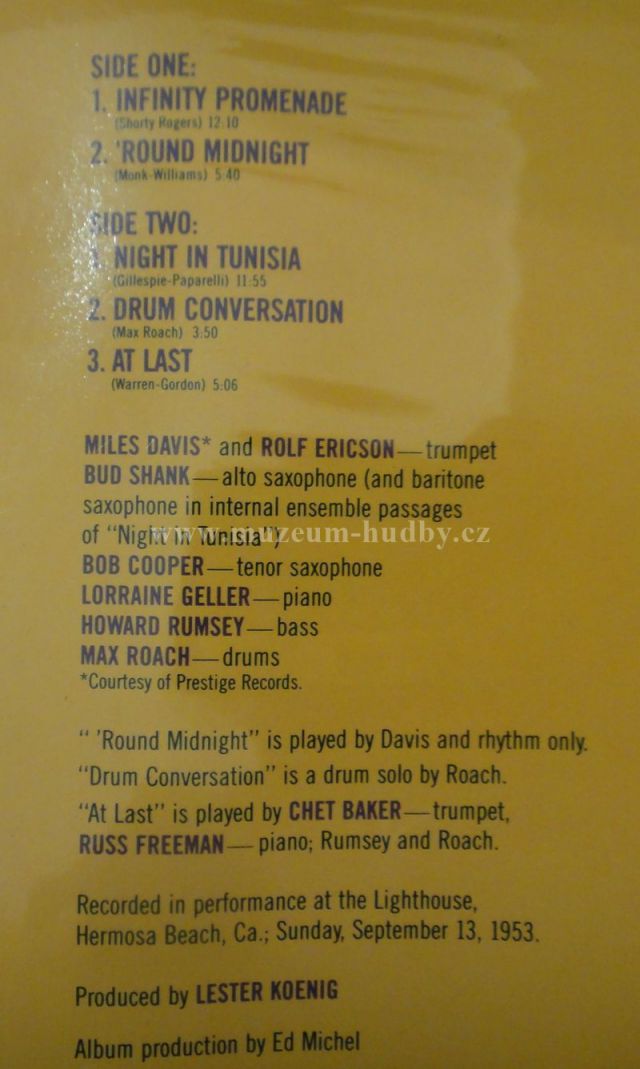 SIDE ONE:
1. INFINITY PROMENADE
(Shorty Rogers) 12:10
2. 'ROUND MIDNIGHT
(Monk-Williams) 5:40
SIDE TWO:
1. NIGHT IN TUNISIA
(Gillespie-Paparelli) 11:55
2. DRUM CONVERSATION
(Max Roach) 3:50
3. AT LAST
(Warren-Gordon) 5:06
MILES DAVIS* and ROLF ERICSON—trumpet
BUD SHANK—alto saxophone (and baritone
saxophone in internal ensemble passages
of "Night in Tunisia")
www.muzeum-hudby.cz
BOB COOPER—tenor saxophone
LORRAINE GELLER—piano
HOWARD RUMSEY—bass
MAX ROACH—drums
*Courtesy of Prestige Records.
" 'Round Midnight" is played by Davis and rhythm only.
"Drum Conversation" is a drum solo by Roach.
"At Last" is played by CHET BAKER—trumpet,
RUSS FREEMAN—piano; Rumsey and Roach.
Recorded in performance at the Lighthouse,
Hermosa Beach, Ca.; Sunday, September 13, 1953.
Produced by LESTER KOENIG
Album production by Ed Michel